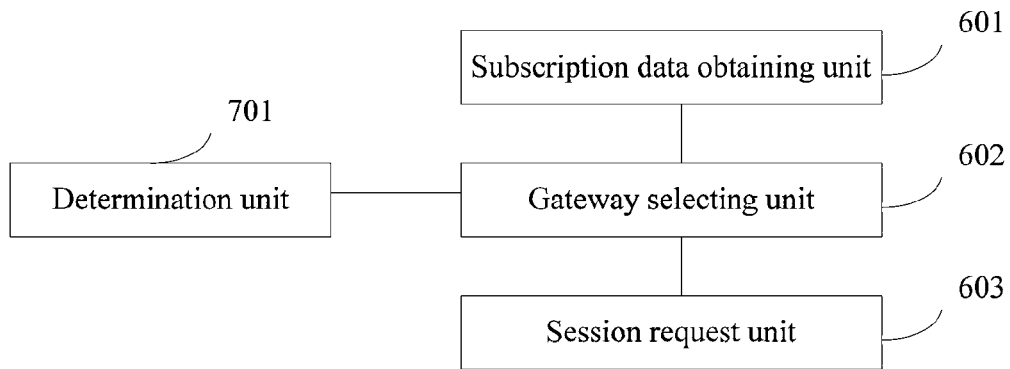 601
Subscription data obtaining unit
701
602
Determination unit
Gateway selecting unit
603
Session request unit